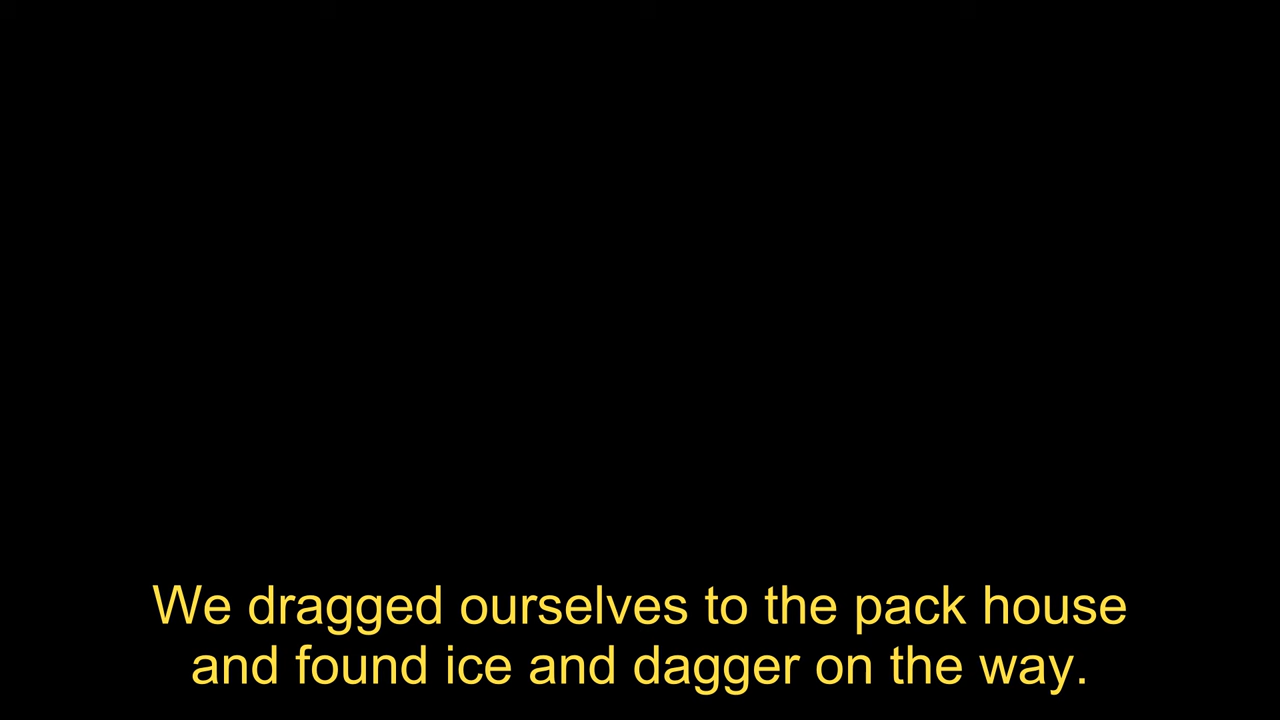 We dragged ourselves to the pack house
and found ice and dagger on the way.